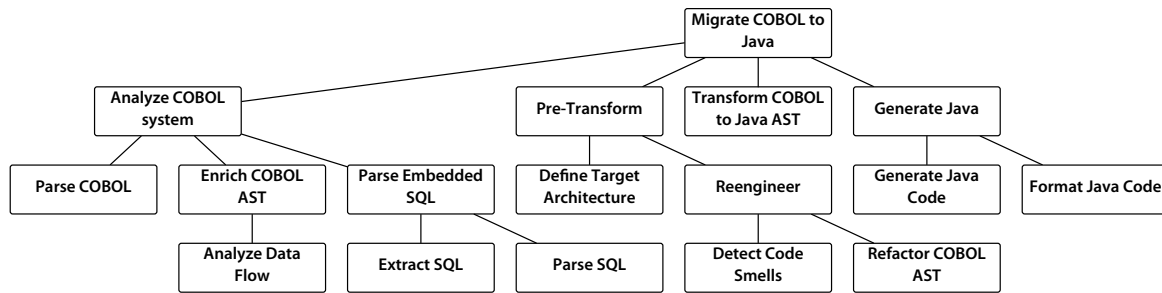 Migrate COBOL to
Java
Analyze COBOL
system
Pre-Transform
Transform COBOL
to Java AST
Generate Java
Parse COBOL
Enrich COBOL
AST
Parse Embedded
SQL
Define Target
Architecture
Reengineer
Generate Java
Code
Format Java Code
Analyze Data
Flow
Extract SQL
Parse SQL
Detect Code
Smells
Refactor COBOL
AST